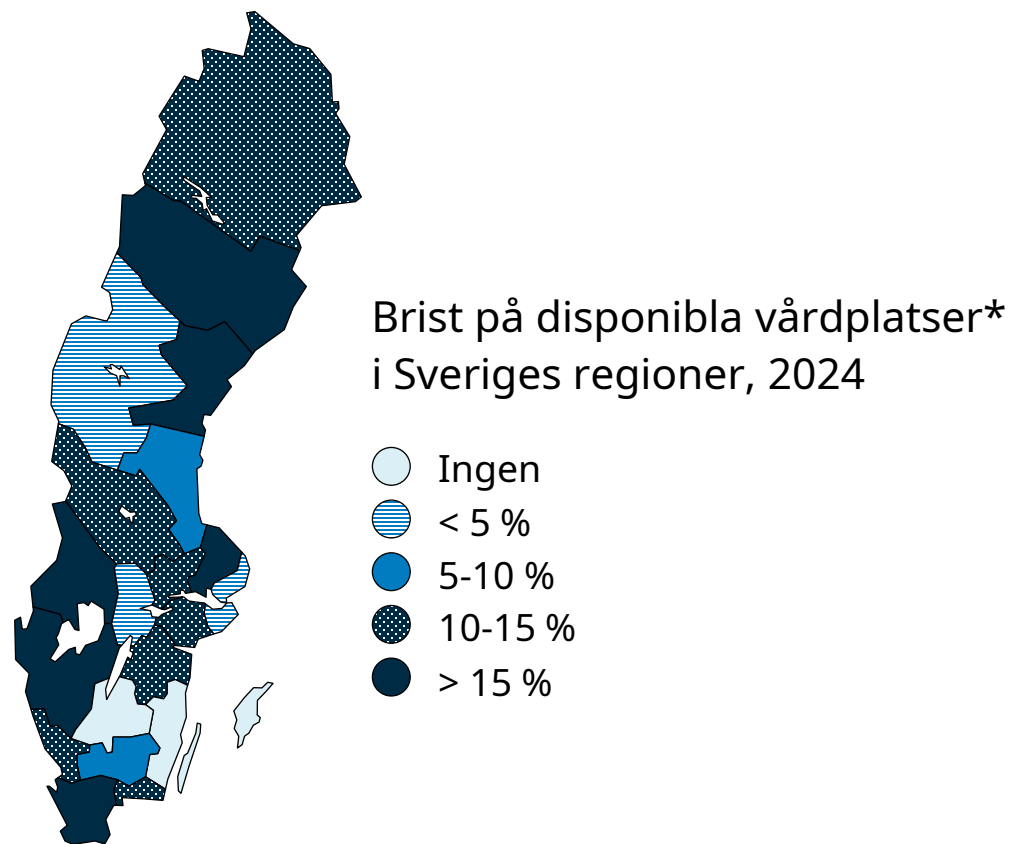 Brist på disponibla vårdplatser*
i Sveriges regioner, 2024
Ingen
< 5 %
5-10 %
10-15 %
> 15 %